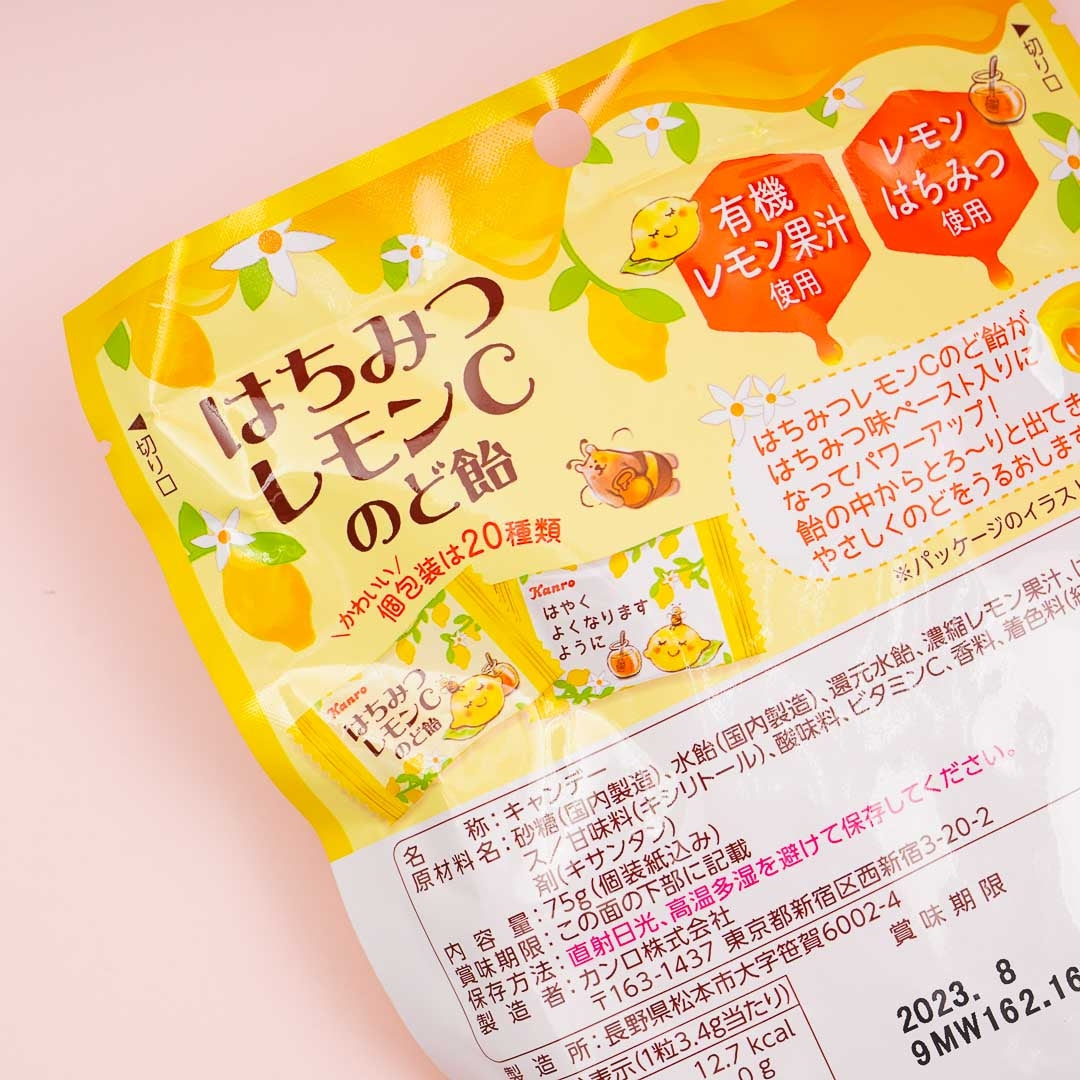 切り口
レモン
はちみつ
使用
有機
レモン果汁
使用
はちみつ
レモンC
のど飴
切り口
かわいい
個包装は20種類
はちみつレモンCのど飴が
はちみつ味ペースト入りに
なってパワーアップ!
飴の中からとろ～りと出てき
やさしくのどをうるおします
※パッケージのイラスト
Kanro
はやく
よくなります
ように
Kanro
はちみつ
レモンC
のど飴
名称:キャンデー
原材料名:砂糖(国内製造)、水飴(国内製造)、還元水飴、濃縮レモン果汁、
ス/甘味料(キシリトール)、酸味料、ビタミンC、香料、着色料(
剤(キサンタン)
内容量:75g(個装紙込み)
賞味期限:この面の下部に記載
保存方法:直射日光、高温多湿を避けて保存してください。
製造者:カンロ株式会社
〒163-1437 東京都新宿区西新宿3-20-2
製造所:長野県松本市大字笹賀6002-4
表示(1粒3.4g当たり)
12.7 kcal
0 g
賞味期限
2023. 8
9MW162.16